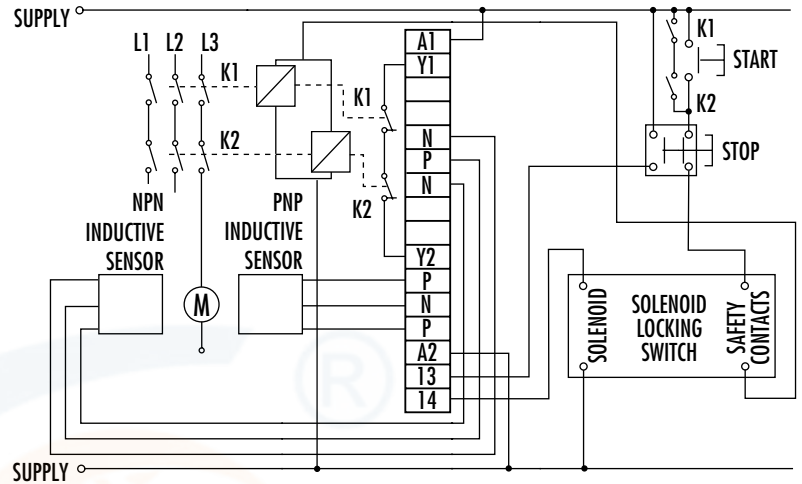 SUPPLY
L1 L2 L3
K1
K2
NPN
INDUCTIVE
SENSOR
PNP
INDUCTIVE
SENSOR
M
K1
K2
A1
Y1
N
P
N
Y2
P
N
P
A2
13
14
K1
START
K2
STOP
SOLENOID
SOLENOID
LOCKING
SWITCH
SAFETY
CONTACTS
SUPPLY
®